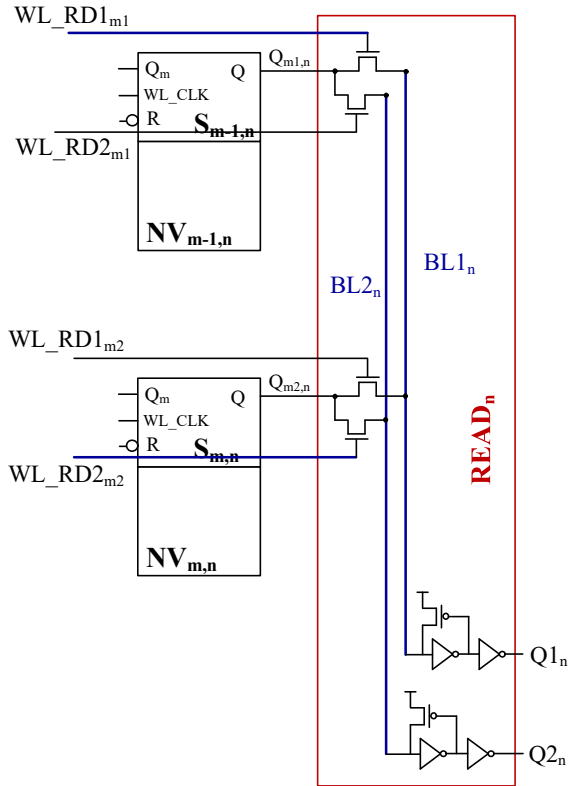 WL_RD1m1
Qm Q Qm1,n
WL_CLK
R Sm-1,n
WL_RD2m1
NVm-1,n
BL1n
BL2n
WL_RD1m2
Qm Q Qm2,n
WL_CLK
R Sm,n
WL_RD2m2
READn
NVm,n
Q1n
Q2n